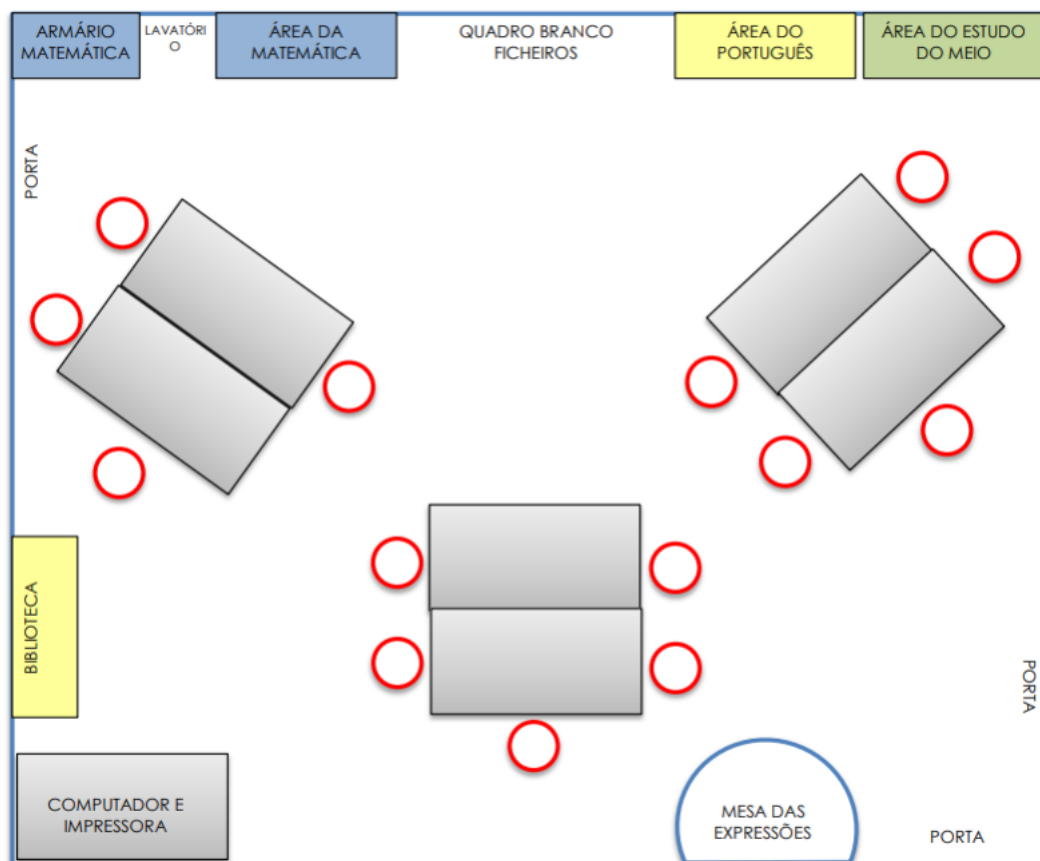 ARMÁRIO
MATEMÁTICA
LAVATÓRI
O
ÁREA DA
MATEMÁTICA
QUADRO BRANCO
FICHEIROS
ÁREA DO
PORTUGUÊS
ÁREA DO ESTUDO
DO MEIO
PORTA
BIBLIOTECA
PORTA
COMPUTADOR E
IMPRESSORA
MESA DAS
EXPRESSÕES
PORTA